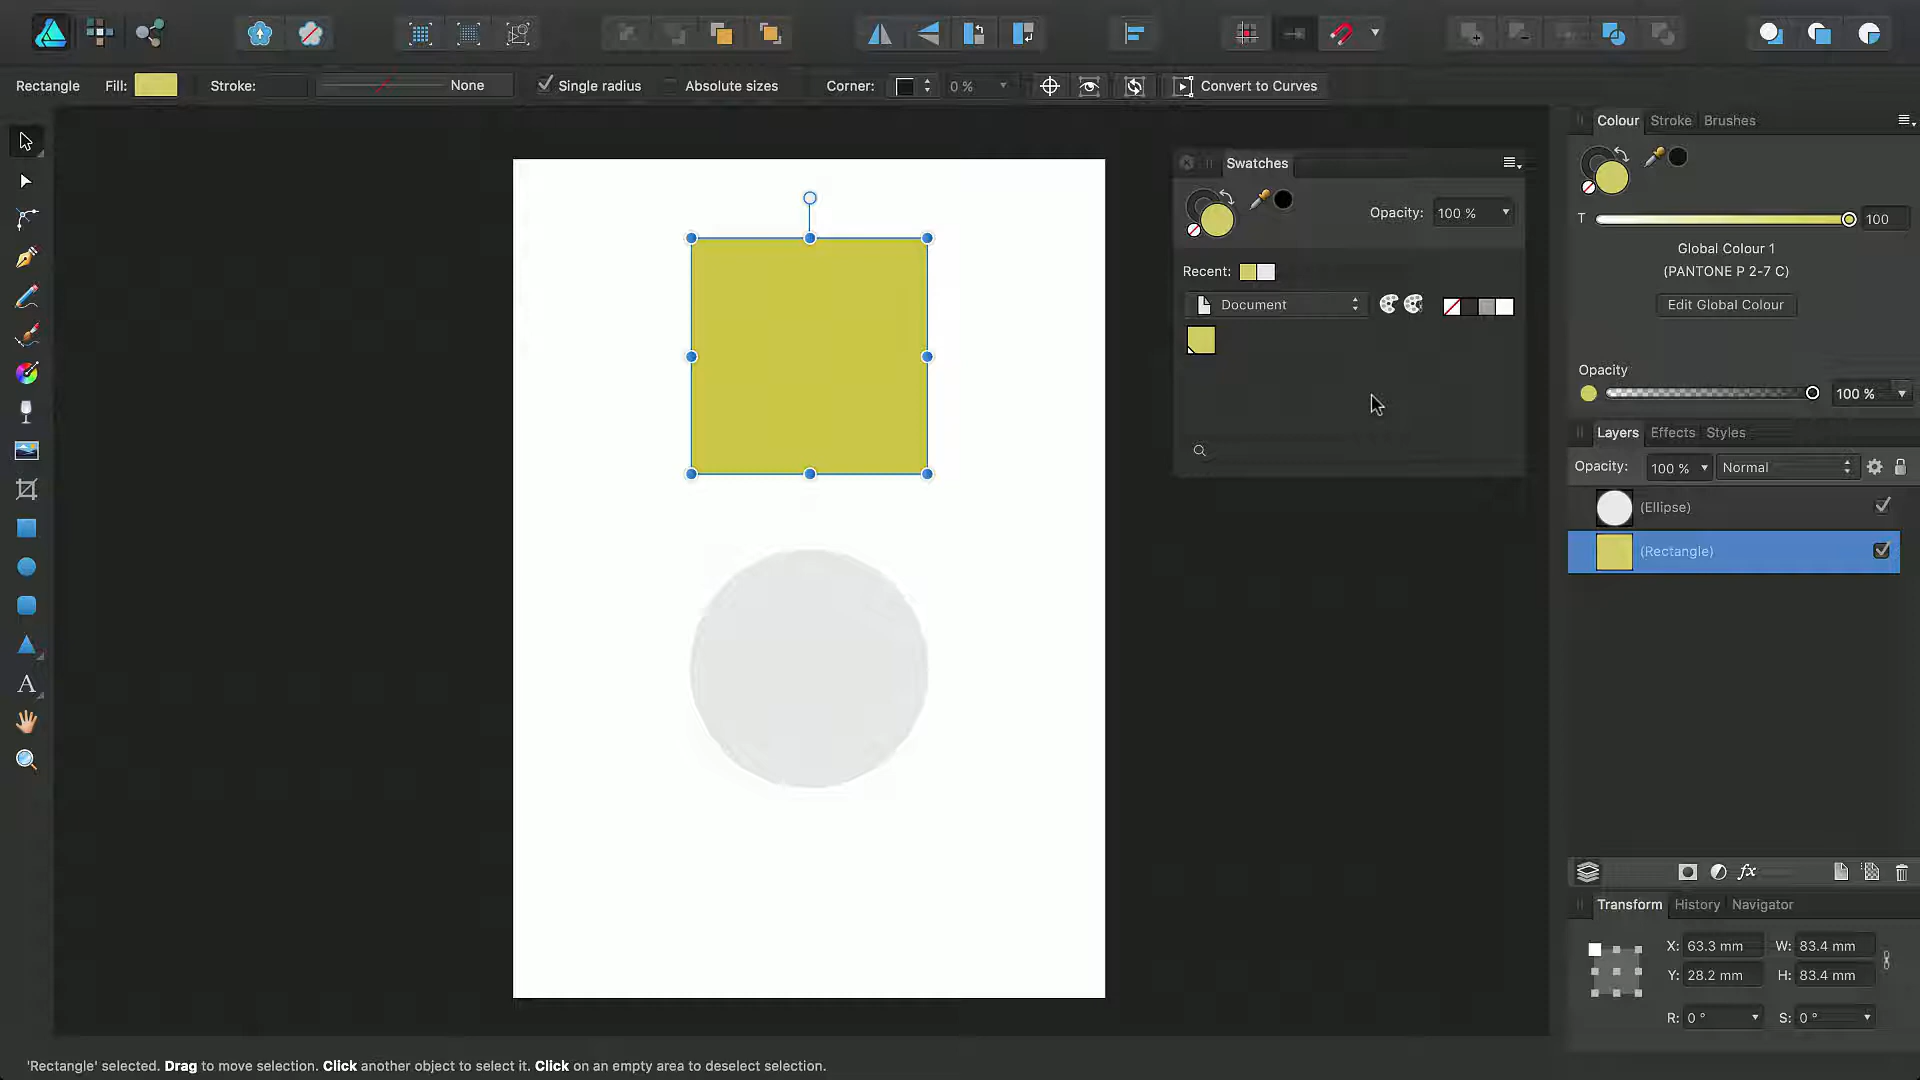 Rectangle Fill: Stroke: None Single radius Absolute sizes Corner: 0 % Convert to Curves
Colour Stroke Brushes
T 100
Global Colour 1
(PANTONE P 2-7 C)
Edit Global Colour
Opacity
100 %
Swatches
Opacity: 100 %
Recent:
Document
Layers Effects Styles
Opacity: 100 % Normal
(Ellipse)
(Rectangle)
fx
Transform History Navigator
X: 63.3 mm W: 83.4 mm
Y: 28.2 mm H: 83.4 mm
R: 0 ° S: 0 °
A
'Rectangle' selected. Drag to move selection. Click another object to select it. Click on an empty area to deselect selection.